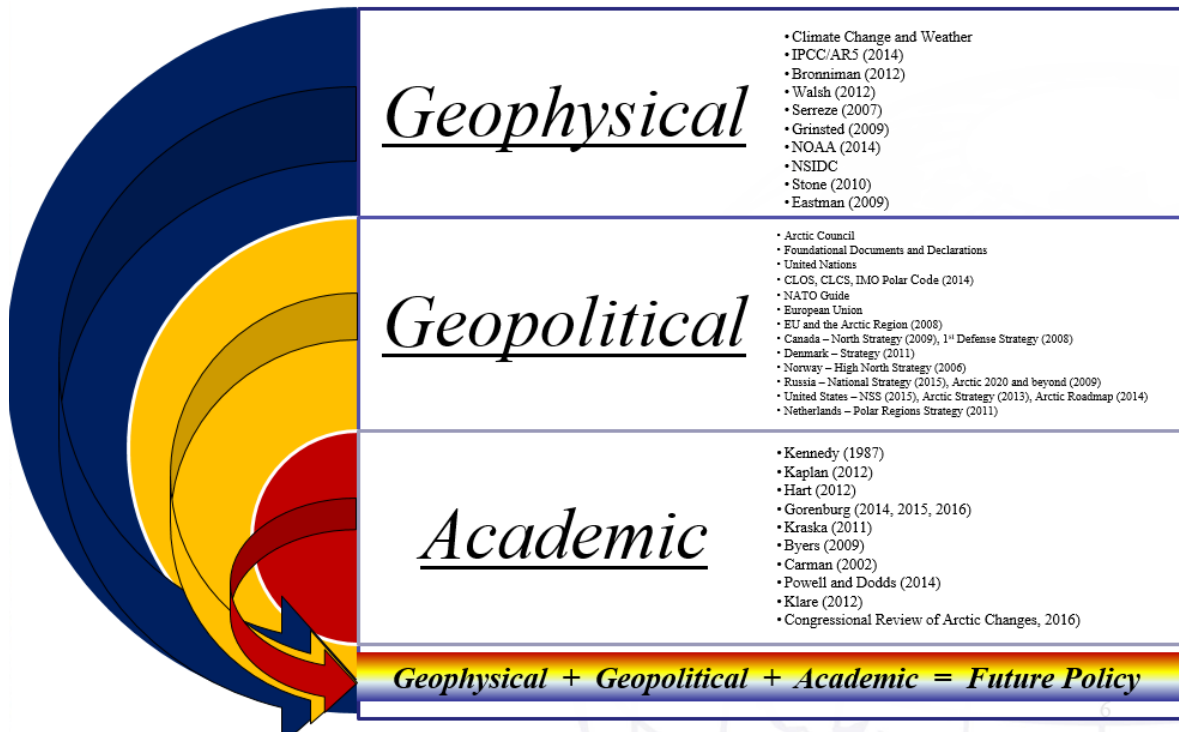 Geophysical
• Climate Change and Weather
• IPCC/AR5 (2014)
• Bronniman (2012)
• Walsh (2012)
• Serreze (2007)
• Grinsted (2009)
• NOAA (2014)
• NSIDC
• Stone (2010)
• Eastman (2009)
Geopolitical
• Arctic Council
• Foundational Documents and Declarations
• United Nations
• CLOS, CLCS, IMO Polar Code (2014)
• NATO Guide
• European Union
• EU and the Arctic Region (2008)
• Canada – North Strategy (2009), 1st Defense Strategy (2008)
• Denmark – Strategy (2011)
• Norway – High North Strategy (2006)
• Russia – National Strategy (2015), Arctic 2020 and beyond (2009)
• United States – NSS (2015), Arctic Strategy (2013), Arctic Roadmap (2014)
• Netherlands – Polar Regions Strategy (2011)
Academic
• Kennedy (1987)
• Kaplan (2012)
• Hart (2012)
• Gorenburg (2014, 2015, 2016)
• Kraska (2011)
• Byers (2009)
• Carman (2002)
• Powell and Dodds (2014)
• Klare (2012)
• Congressional Review of Arctic Changes, 2016)
Geophysical + Geopolitical + Academic = Future Policy
6